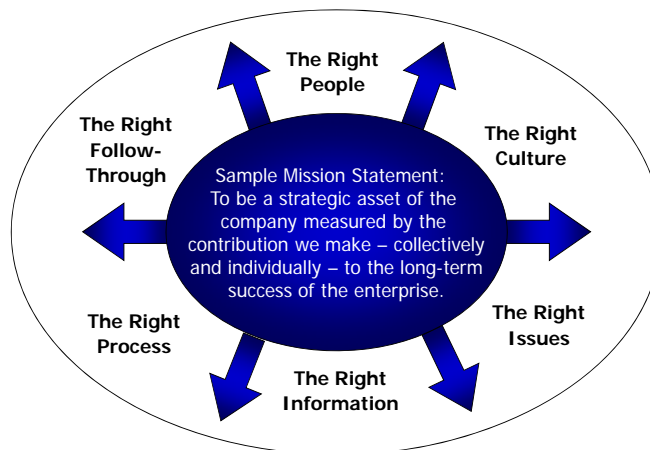 The Right
People
The Right
Culture
The Right
Issues
The Right
Information
The Right
Process
The Right
Follow-
Through
Sample Mission Statement:
To be a strategic asset of the
company measured by the
contribution we make – collectively
and individually – to the long-term
success of the enterprise.